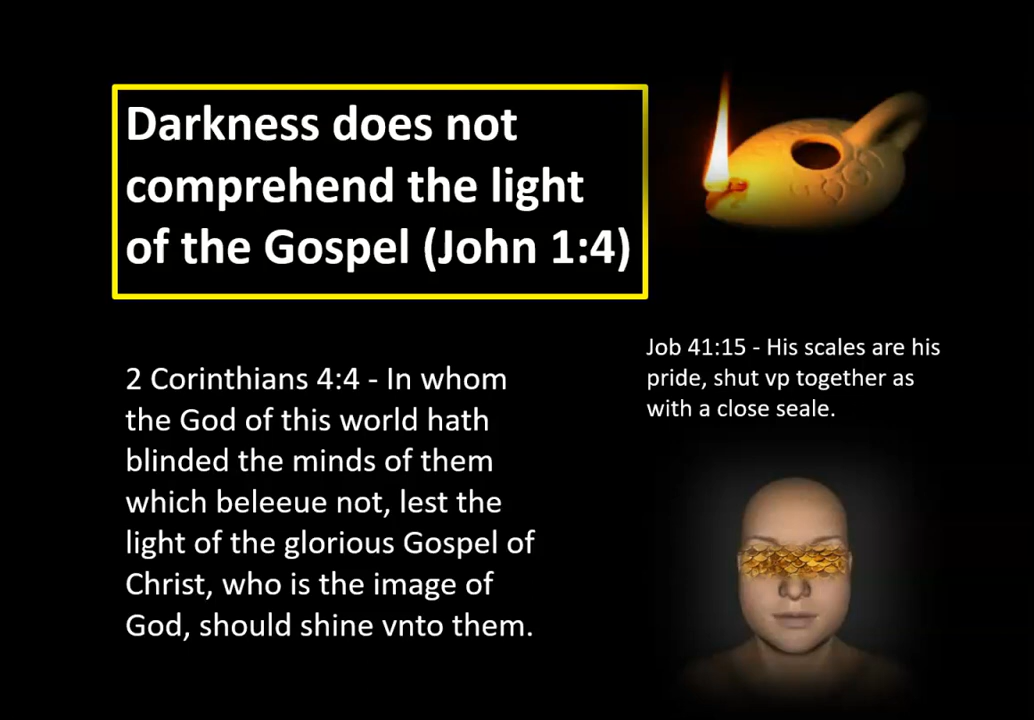 Darkness does not
comprehend the light
of the Gospel (John 1:4)
2 Corinthians 4:4 - In whom
the God of this world hath
blinded the minds of them
which beleeue not, lest the
light of the glorious Gospel of
Christ, who is the image of
God, should shine vnto them.
Job 41:15 - His scales are his
pride, shut vp together as
with a close seale.